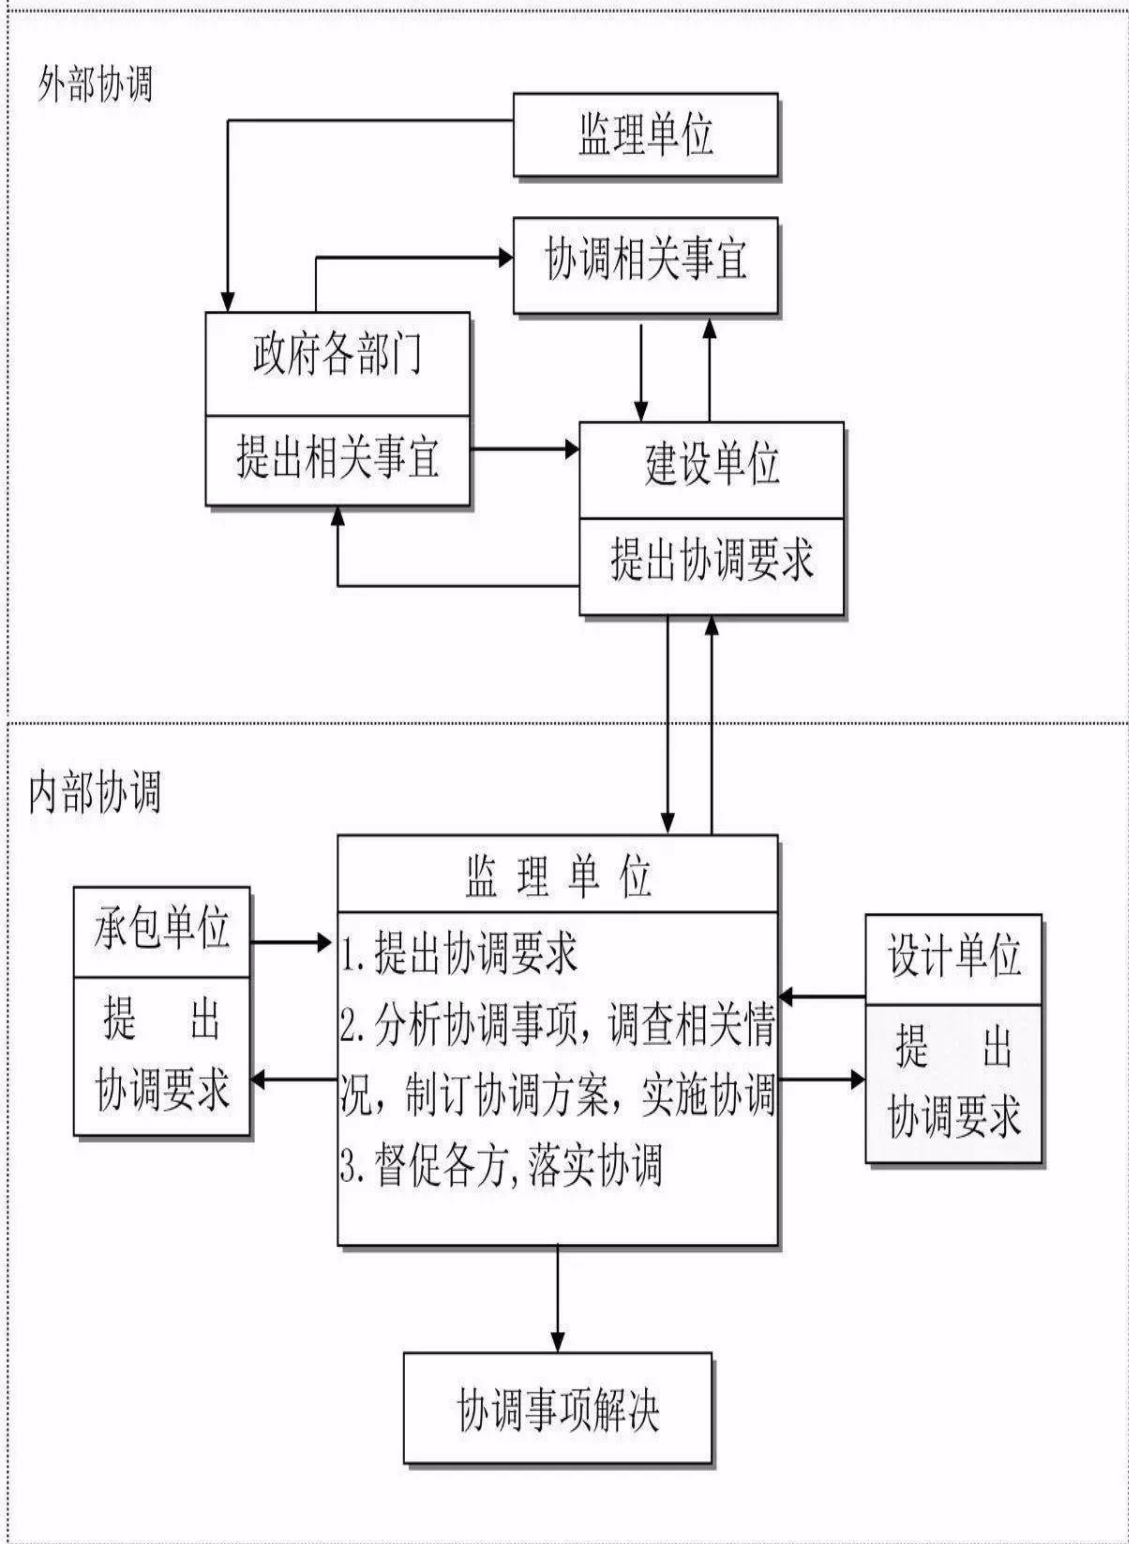 外部协调
监理单位
协调相关事宜
政府各部门
提出相关事宜
建设单位
提出协调要求
内部协调
监 理 单 位
1.提出协调要求
2.分析协调事项，调查相关情
况，制订协调方案，实施协调
3.督促各方,落实协调
承包单位
提 出
协调要求
设计单位
提 出
协调要求
协调事项解决